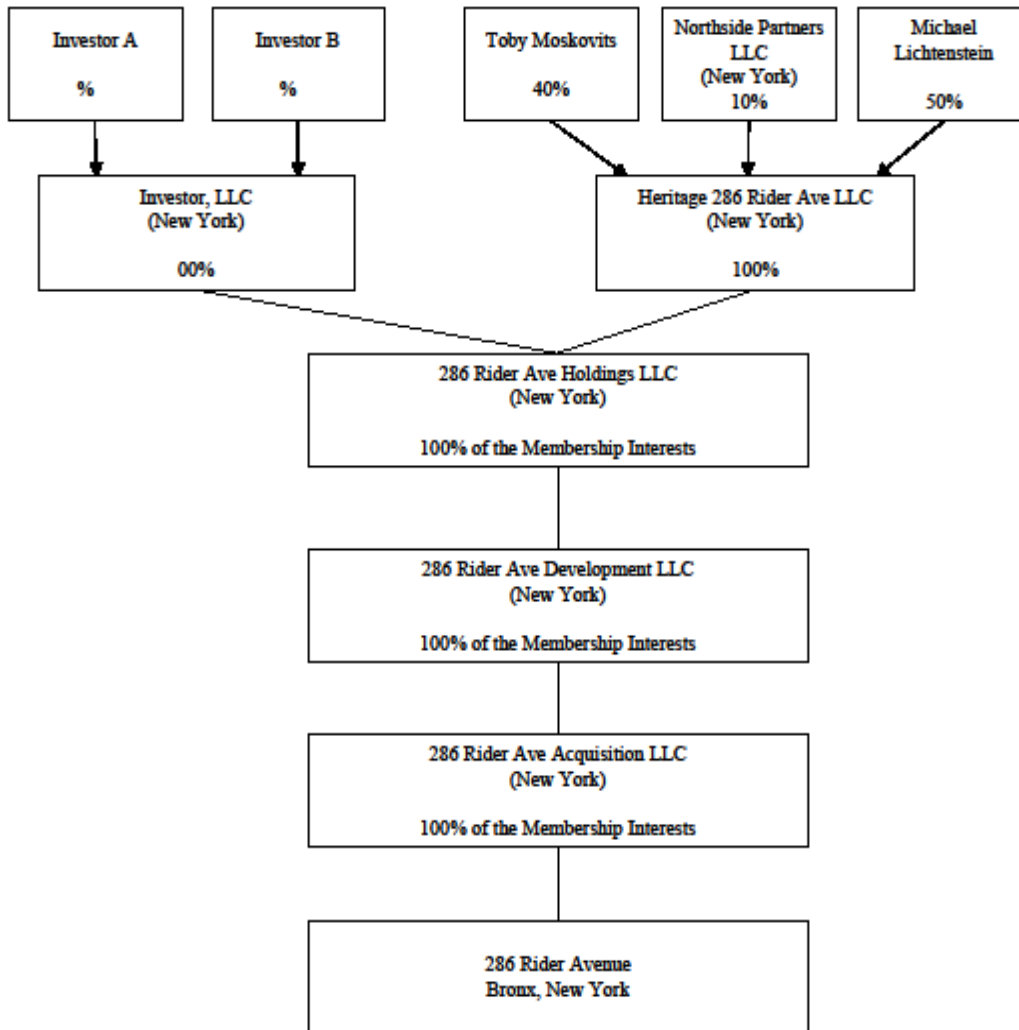 Investor A
%
Investor B
%
Toby Moskovits
40%
Northside Partners
LLC
(New York)
10%
Michael
Lichtenstein
50%
Investor, LLC
(New York)
00%
Heritage 286 Rider Ave LLC
(New York)
100%
286 Rider Ave Holdings LLC
(New York)
100% of the Membership Interests
286 Rider Ave Development LLC
(New York)
100% of the Membership Interests
286 Rider Ave Acquisition LLC
(New York)
100% of the Membership Interests
286 Rider Avenue
Bronx, New York